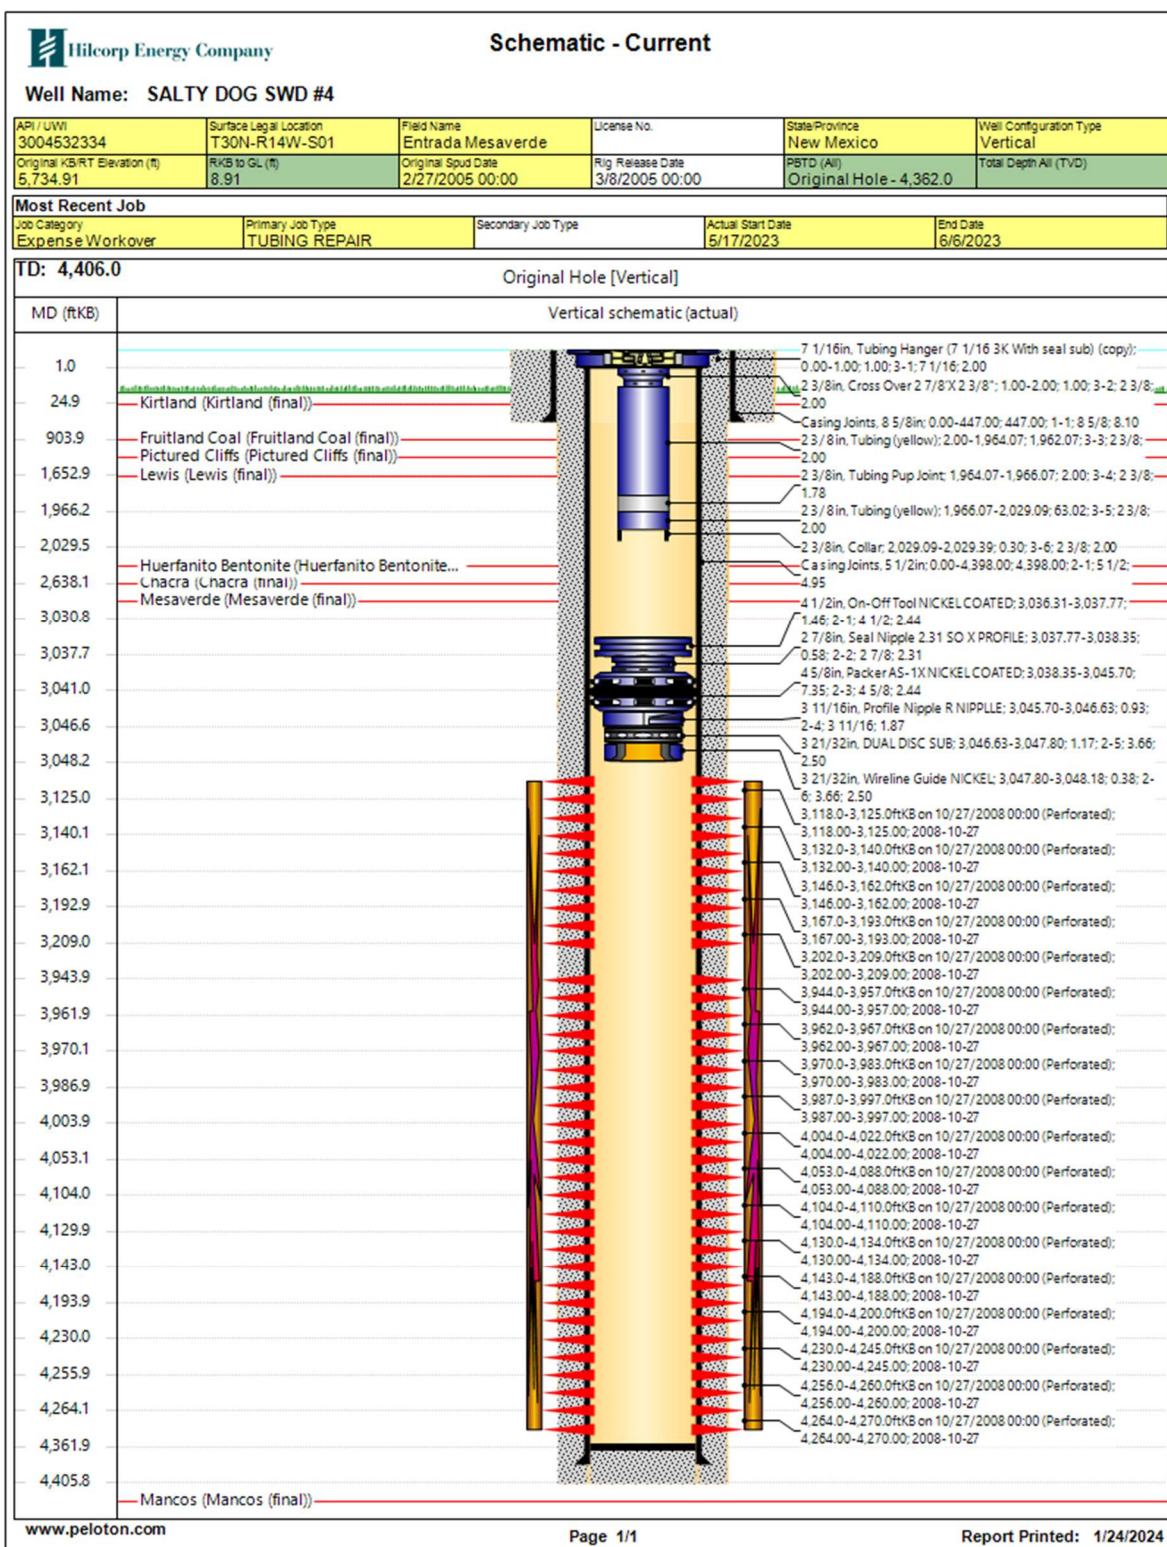 Hilcorp Energy Company
Schematic - Current
Well Name: SALTY DOG SWD #4
API / UWI
3004532334
Surface Legal Location
T30N-R14W-S01
Field Name
Entrada Mesaverde
License No.
State/Province
New Mexico
Well Configuration Type
Vertical
Original KB/RT Elevation (ft)
5,734.91
RKB to GL (ft)
8.91
Original Spud Date
2/27/2005 00:00
Rig Release Date
3/8/2005 00:00
PBTD (All)
Original Hole - 4,362.0
Total Depth All (TVD)
Most Recent Job
Job Category
Expense Workover
Primary Job Type
TUBING REPAIR
Secondary Job Type
Actual Start Date
5/17/2023
End Date
6/6/2023
TD: 4,406.0
Original Hole [Vertical]
MD (ftKB)
Vertical schematic (actual)
1.0
24.9
903.9
1,652.9
1,966.2
2,029.5
2,638.1
3,030.8
3,037.7
3,041.0
3,046.6
3,048.2
3,125.0
3,140.1
3,162.1
3,192.9
3,209.0
3,943.9
3,961.9
3,970.1
3,986.9
4,003.9
4,053.1
4,104.0
4,129.9
4,143.0
4,193.9
4,230.0
4,255.9
4,264.1
4,361.9
4,405.8
Kirtland (Kirtland (final))
Fruitland Coal (Fruitland Coal (final))
Pictured Cliffs (Pictured Cliffs (final))
Lewis (Lewis (final))
Huerfanito Bentonite (Huerfanito Bentonite...
Chacra (Chacra (final))
Mesaverde (Mesaverde (final))
Mancos (Mancos (final))
7 1/16in, Tubing Hanger (7 1/16 3K With seal sub) (copy);
0.00-1.00; 1.00; 3-1; 7 1/16; 2.00
2 3/8in, Cross Over 2 7/8'X 2 3/8"; 1.00-2.00; 1.00; 3-2; 2 3/8;
2.00
Casing Joints, 8 5/8in; 0.00-447.00; 447.00; 1-1; 8 5/8; 8.10
2 3/8in, Tubing (yellow); 2.00-1,964.07; 1,962.07; 3-3; 2 3/8;
2.00
2 3/8in, Tubing Pup Joint; 1,964.07-1,966.07; 2.00; 3-4; 2 3/8;
1.78
2 3/8in, Tubing (yellow); 1,966.07-2,029.09; 63.02; 3-5; 2 3/8;
2.00
2 3/8in, Collar; 2,029.09-2,029.39; 0.30; 3-6; 2 3/8; 2.00
Casing Joints, 5 1/2in; 0.00-4,398.00; 4,398.00; 2-1; 5 1/2;
4.95
4 1/2in, On-Off Tool NICKEL COATED; 3,036.31-3,037.77;
1.46; 2-1; 4 1/2; 2.44
2 7/8in, Seal Nipple 2.31 SO X PROFILE; 3,037.77-3,038.35;
0.58; 2-2; 2 7/8; 2.31
4 5/8in, Packer AS-1X NICKEL COATED; 3,038.35-3,045.70;
7.35; 2-3; 4 5/8; 2.44
3 11/16in, Profile Nipple R NIPPLLE; 3,045.70-3,046.63; 0.93;
2-4; 3 11/16; 1.87
3 21/32in, DUAL DISC SUB; 3,046.63-3,047.80; 1.17; 2-5; 3.66;
2.50
3 21/32in, Wireline Guide NICKEL; 3,047.80-3,048.18; 0.38; 2-
6; 3.66; 2.50
3,118.0-3,125.0ftKB on 10/27/2008 00:00 (Perforated);
3,118.00-3,125.00; 2008-10-27
3,132.0-3,140.0ftKB on 10/27/2008 00:00 (Perforated);
3,132.00-3,140.00; 2008-10-27
3,146.0-3,162.0ftKB on 10/27/2008 00:00 (Perforated);
3,146.00-3,162.00; 2008-10-27
3,167.0-3,193.0ftKB on 10/27/2008 00:00 (Perforated);
3,167.00-3,193.00; 2008-10-27
3,202.0-3,209.0ftKB on 10/27/2008 00:00 (Perforated);
3,202.00-3,209.00; 2008-10-27
3,944.0-3,957.0ftKB on 10/27/2008 00:00 (Perforated);
3,944.00-3,957.00; 2008-10-27
3,962.0-3,967.0ftKB on 10/27/2008 00:00 (Perforated);
3,962.00-3,967.00; 2008-10-27
3,970.0-3,983.0ftKB on 10/27/2008 00:00 (Perforated);
3,970.00-3,983.00; 2008-10-27
3,987.0-3,997.0ftKB on 10/27/2008 00:00 (Perforated);
3,987.00-3,997.00; 2008-10-27
4,004.0-4,022.0ftKB on 10/27/2008 00:00 (Perforated);
4,004.00-4,022.00; 2008-10-27
4,053.0-4,088.0ftKB on 10/27/2008 00:00 (Perforated);
4,053.00-4,088.00; 2008-10-27
4,104.0-4,110.0ftKB on 10/27/2008 00:00 (Perforated);
4,104.00-4,110.00; 2008-10-27
4,130.0-4,134.0ftKB on 10/27/2008 00:00 (Perforated);
4,130.00-4,134.00; 2008-10-27
4,143.0-4,188.0ftKB on 10/27/2008 00:00 (Perforated);
4,143.00-4,188.00; 2008-10-27
4,194.0-4,200.0ftKB on 10/27/2008 00:00 (Perforated);
4,194.00-4,200.00; 2008-10-27
4,230.0-4,245.0ftKB on 10/27/2008 00:00 (Perforated);
4,230.00-4,245.00; 2008-10-27
4,256.0-4,260.0ftKB on 10/27/2008 00:00 (Perforated);
4,256.00-4,260.00; 2008-10-27
4,264.0-4,270.0ftKB on 10/27/2008 00:00 (Perforated);
4,264.00-4,270.00; 2008-10-27
www.peloton.com
Page 1/1
Report Printed: 1/24/2024